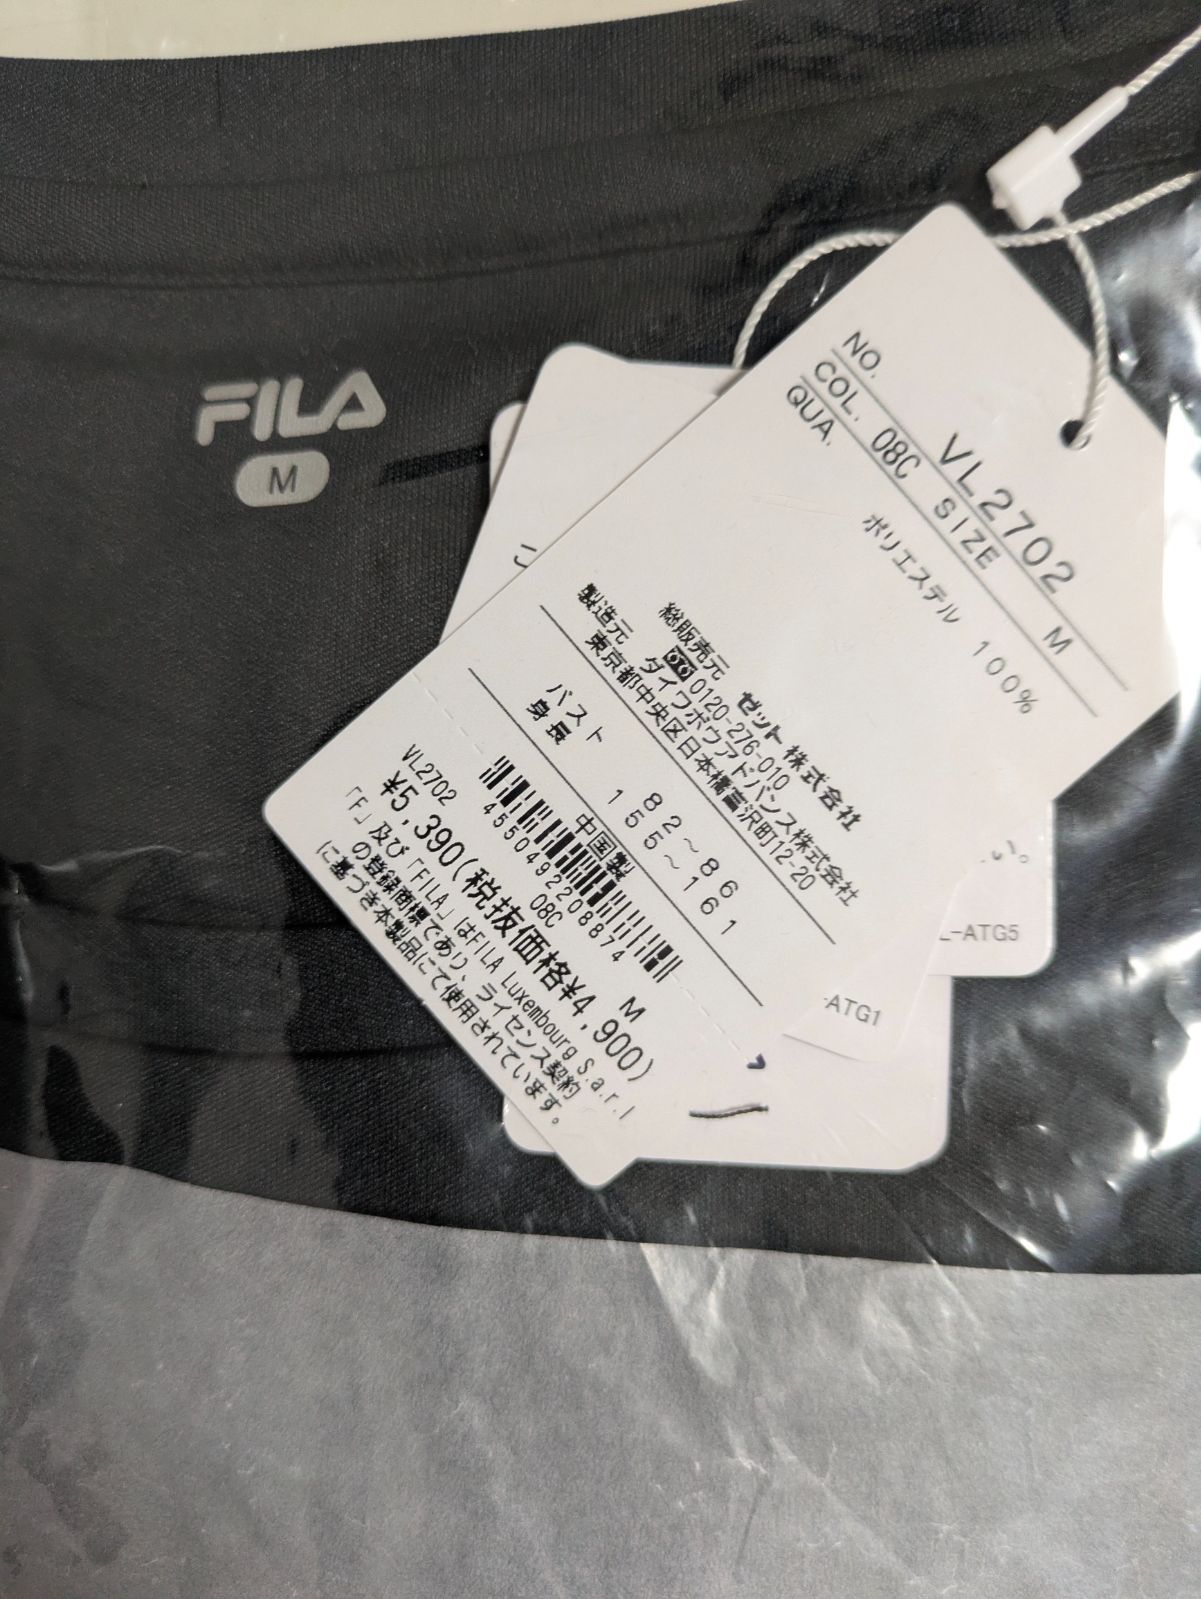 FILA
M
NO. VL2702
COL. 08C SIZE M
QUA.
ポリエステル 100%
総販売元 ゼット株式会社
0120-276-010
製造元 ダイワボウアドバンス株式会社
東京都中央区日本橋富沢町12-20
バスト 82~86
身長 155~161
中国製
4550492208874
VL2702 08C M
¥5,390(税抜価格¥4,900)
「F」及び「FILA」はFILA Luxembourg S.a.r.l
の登録商標であり、ライセンス契約
に基づき本製品にて使用されています。
こ
い。
L-ATG5
-ATG1